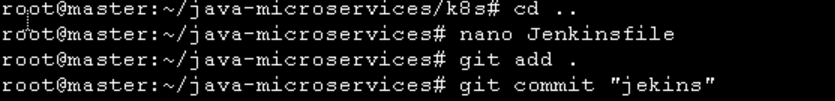 root@master:~/java-microservices/k8s# cd ..
root@master:~/java-microservices# nano Jenkinsfile
root@master:~/java-microservices# git add .
root@master:~/java-microservices# git commit "jekins"